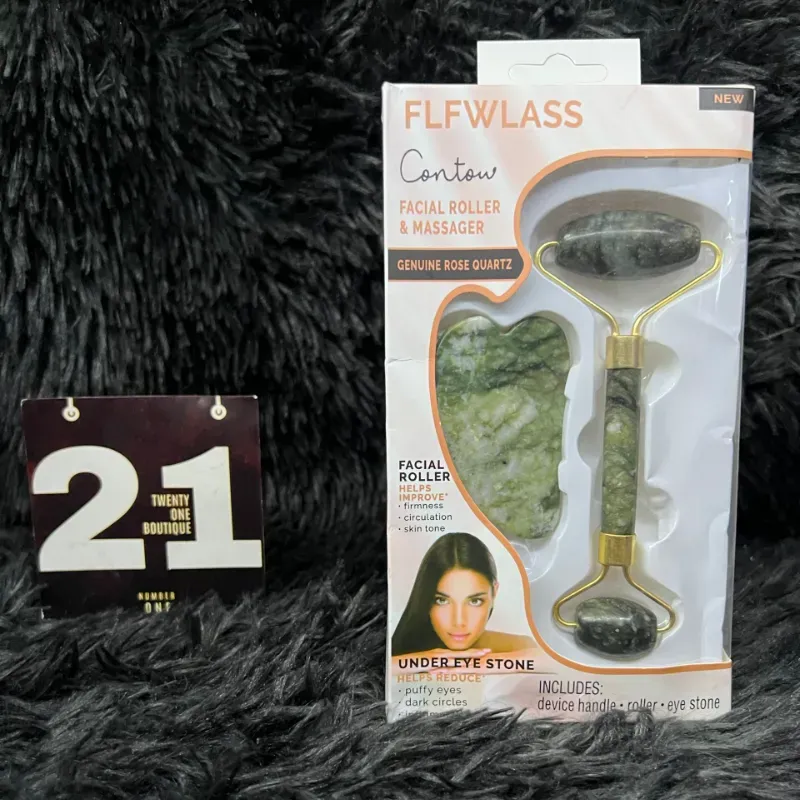 21
TWENTY
ONE
BOUTIQUE
NUMBER
ONE
NEW
FLFWLASS
Contour
FACIAL ROLLER
& MASSAGER
GENUINE ROSE QUARTZ
FACIAL
ROLLER
HELPS
IMPROVE*
• firmness
• circulation
• skin tone
UNDER EYE STONE
HELPS REDUCE*
• puffy eyes
• dark circles
INCLUDES:
device handle • roller • eye stone